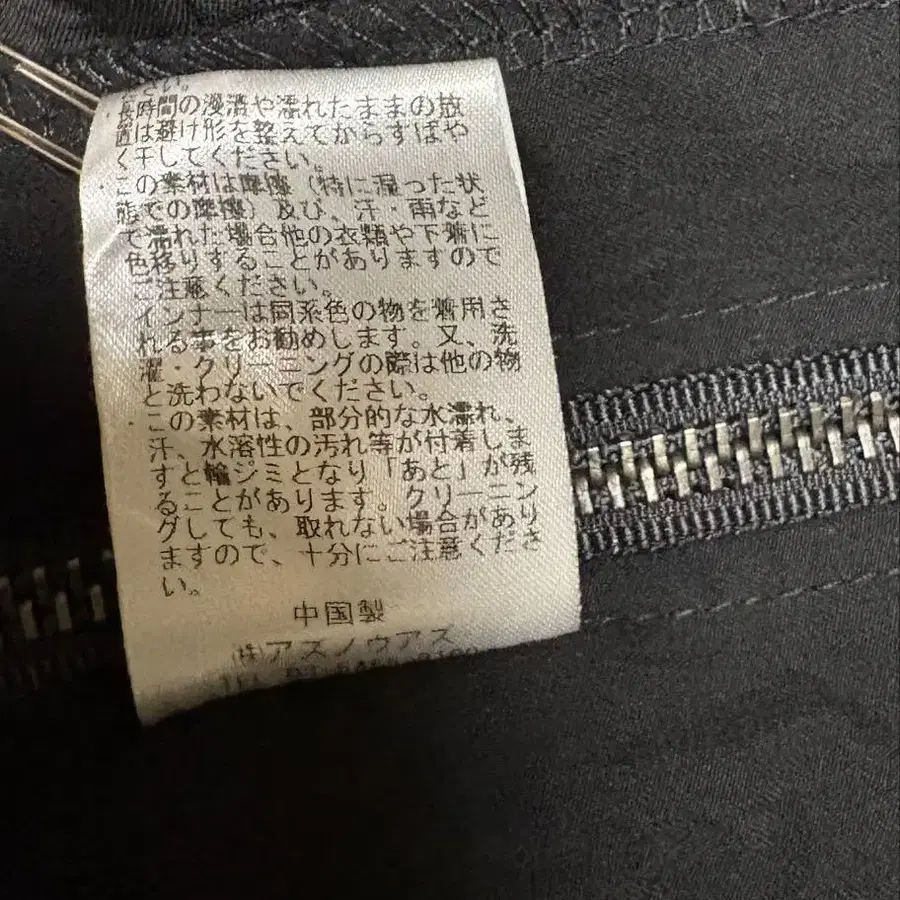 ださい。
・長時間の浸漬や濡れたままの放
置は避け形を整えてからすばや
く干してください。
・この素材は摩擦（特に湿った状
態での摩擦）及び、汗・雨など
で濡れた場合他の衣類や下着に
色移りすることがありますので
ご注意ください。
インナーは同系色の物を着用さ
れる事をお勧めします。又、洗
濯・クリーニングの際は他の物
と洗わないでください。
・この素材は、部分的な水濡れ、
汗、水溶性の汚れ等が付着しま
すと輪ジミとなり「あと」が残
ることがあります。クリーニン
グしても、取れない場合があり
ますので、十分にご注意くださ
い。
中国製
㈱アズノウアズ
TEL